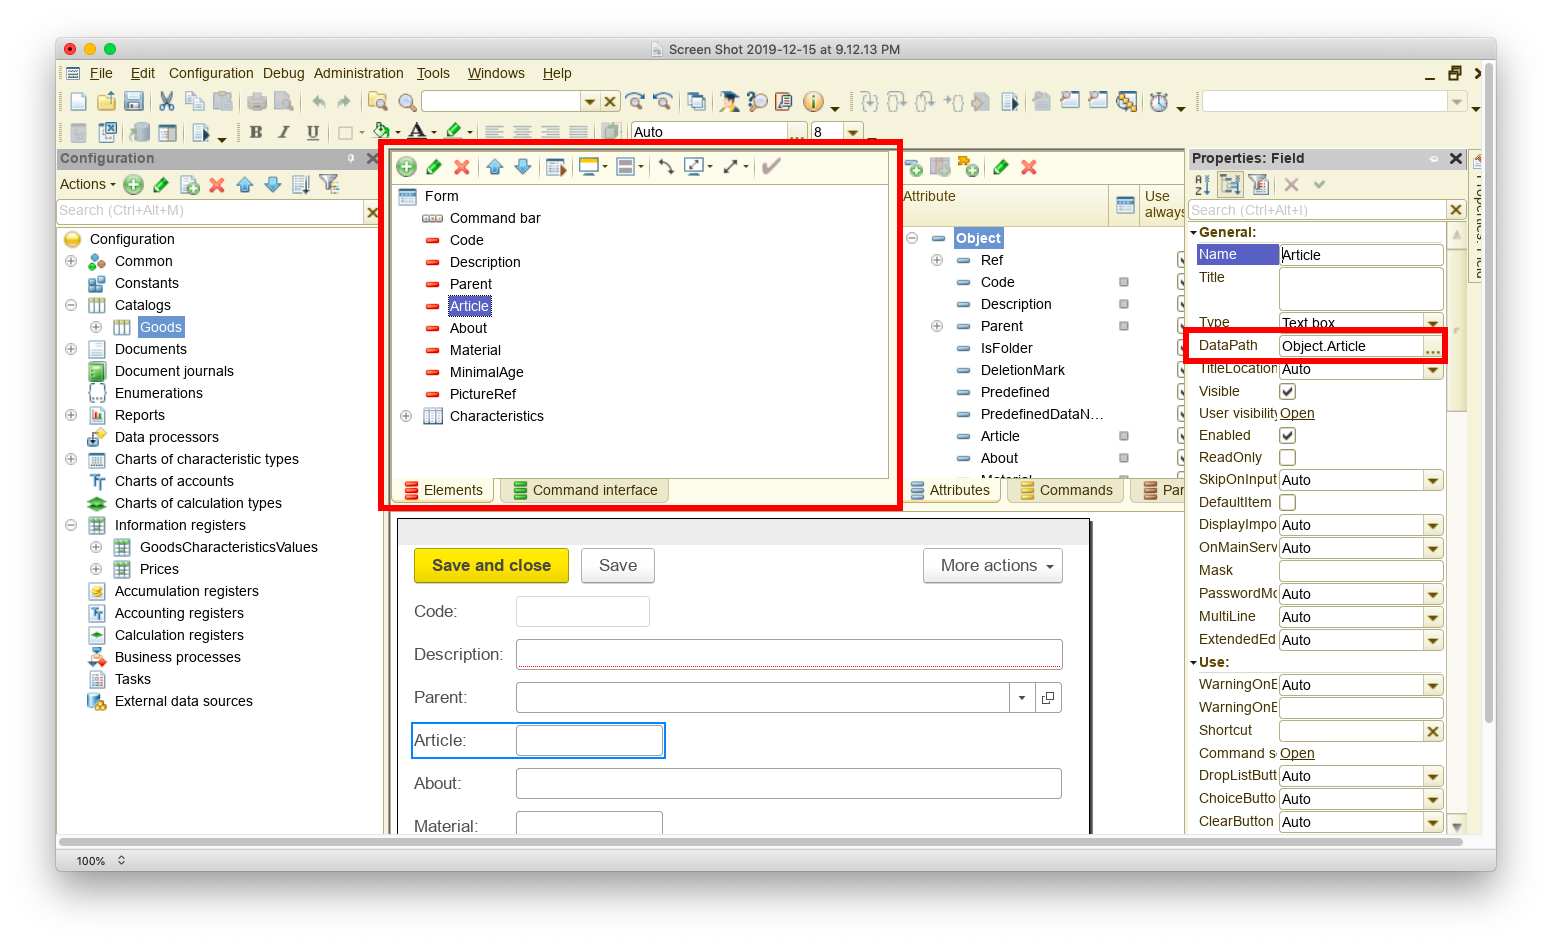 Screen Shot 2019-12-15 at 9.12.13 PM
File Edit Configuration Debug Administration Tools Windows Help
B I U A Auto ... 8
Configuration
Actions
Search (Ctrl+Alt+M)
Configuration
Common
Constants
Catalogs
Goods
Documents
Document journals
Enumerations
Reports
Data processors
Charts of characteristic types
Charts of accounts
Charts of calculation types
Information registers
GoodsCharacteristicsValues
Prices
Accumulation registers
Accounting registers
Calculation registers
Business processes
Tasks
External data sources
Form
Command bar
Code
Description
Parent
Article
About
Material
MinimalAge
PictureRef
Characteristics
Elements Command interface
Attribute Use always
Object
Ref
Code
Description
Parent
IsFolder
DeletionMark
Predefined
PredefinedDataN...
Article
About
Material
Attributes Commands Par
Save and close Save More actions
Code:
Description:
Parent:
Article:
About:
Material:
Properties: Field
Search (Ctrl+Alt+I)
General:
Name Article
Title
Type Text box
DataPath Object.Article ...
TitleLocation Auto
Visible
User visibility Open
Enabled
ReadOnly
SkipOnInput Auto
DefaultItem
DisplayImpo Auto
OnMainServ Auto
Mask
PasswordMo Auto
MultiLine Auto
ExtendedEd Auto
Use:
WarningOnE Auto
WarningOnE
Shortcut
Command s Open
DropListButt Auto
ChoiceButto Auto
ClearButton Auto
100%